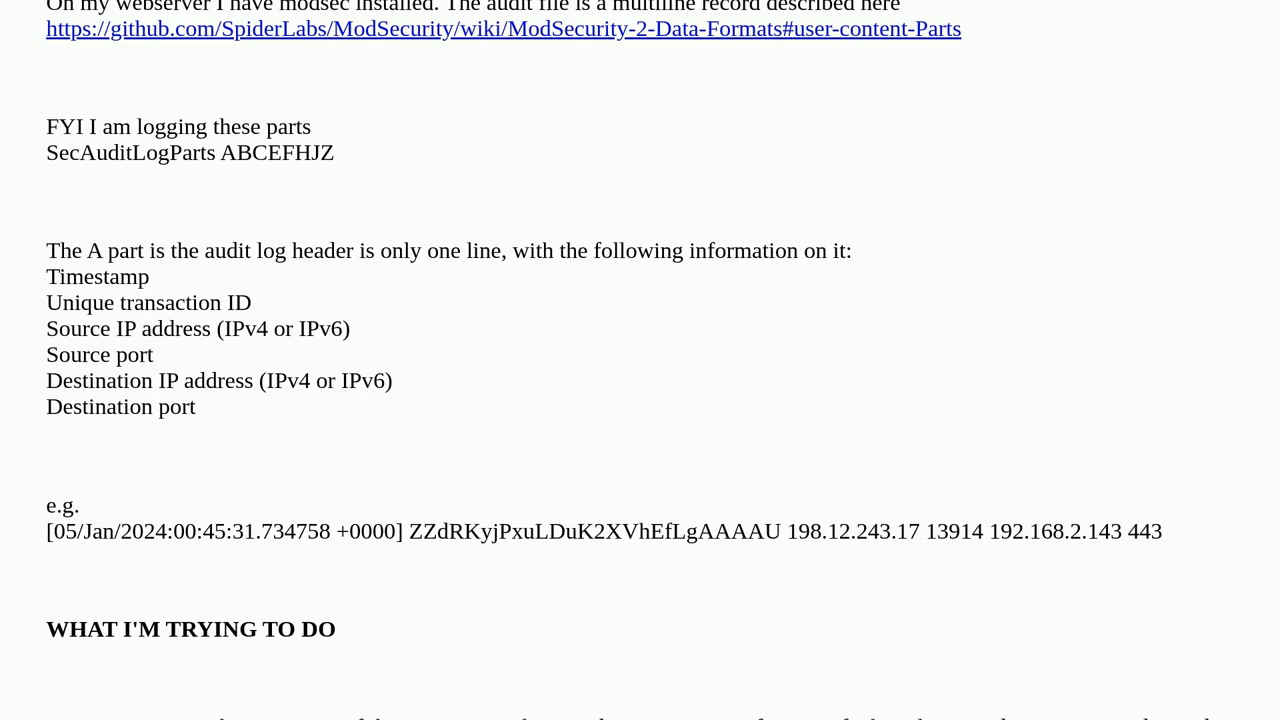 On my webserver I have modsec installed. The audit file is a multiline record described here
https://github.com/SpiderLabs/ModSecurity/wiki/ModSecurity-2-Data-Formats#user-content-Parts
FYI I am logging these parts
SecAuditLogParts ABCEFHJZ
The A part is the audit log header is only one line, with the following information on it:
Timestamp
Unique transaction ID
Source IP address (IPv4 or IPv6)
Source port
Destination IP address (IPv4 or IPv6)
Destination port
e.g.
[05/Jan/2024:00:45:31.734758 +0000] ZZdRKyjPxuLDuK2XVhEfLgAAAAU 198.12.243.17 13914 192.168.2.143 443
WHAT I'M TRYING TO DO